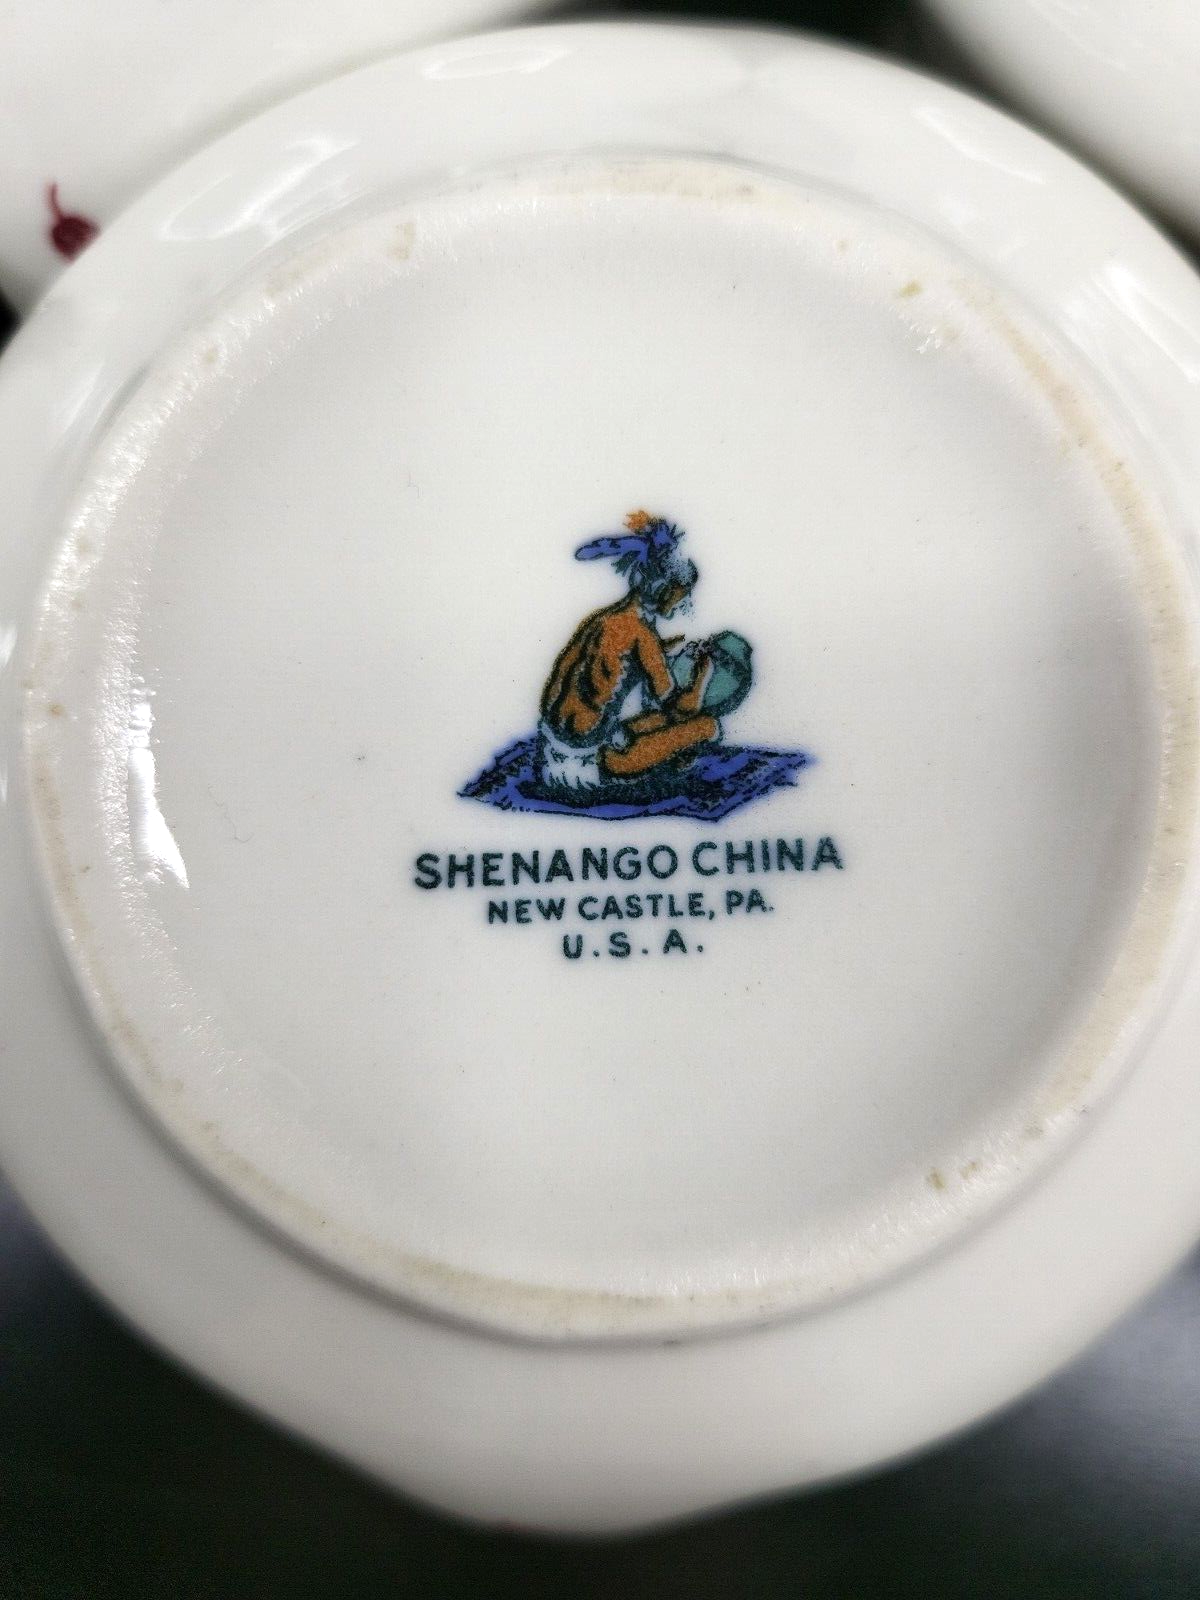 SHENANGO CHINA
NEW CASTLE, PA.
U.S.A.